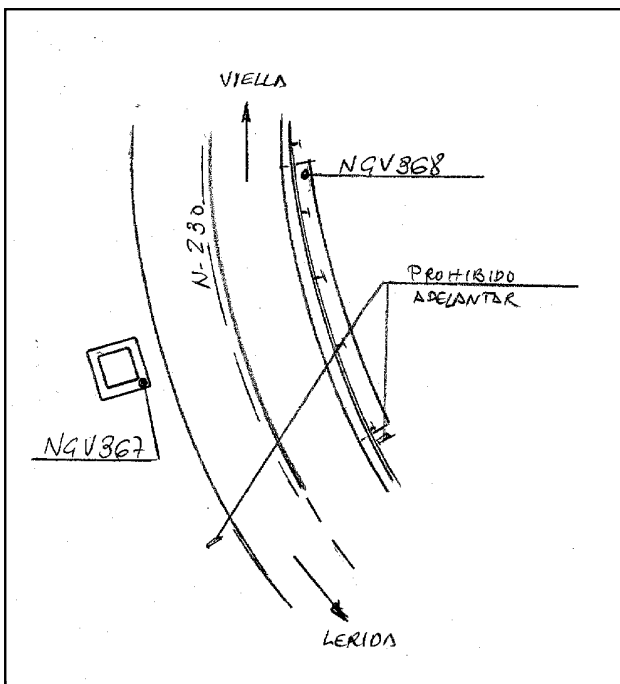 VIELLA
NGV368
N-230
PROHIBIDO
ADELANTAR
NGV367
LERIDA